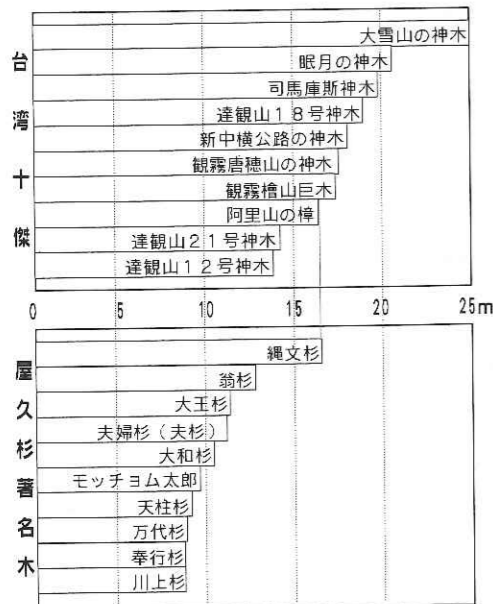 台湾十傑
大雪山の神木
眠月の神木
司馬庫斯神木
達観山18号神木
新中横公路の神木
観霧唐穂山の神木
観霧檜山巨木
阿里山の樟
達観山21号神木
達観山12号神木
0 5 10 15 20 25m
屋久杉著名木
縄文杉
翁杉
大王杉
夫婦杉(夫杉)
大和杉
モッチョム太郎
天柱杉
万代杉
奉行杉
川上杉